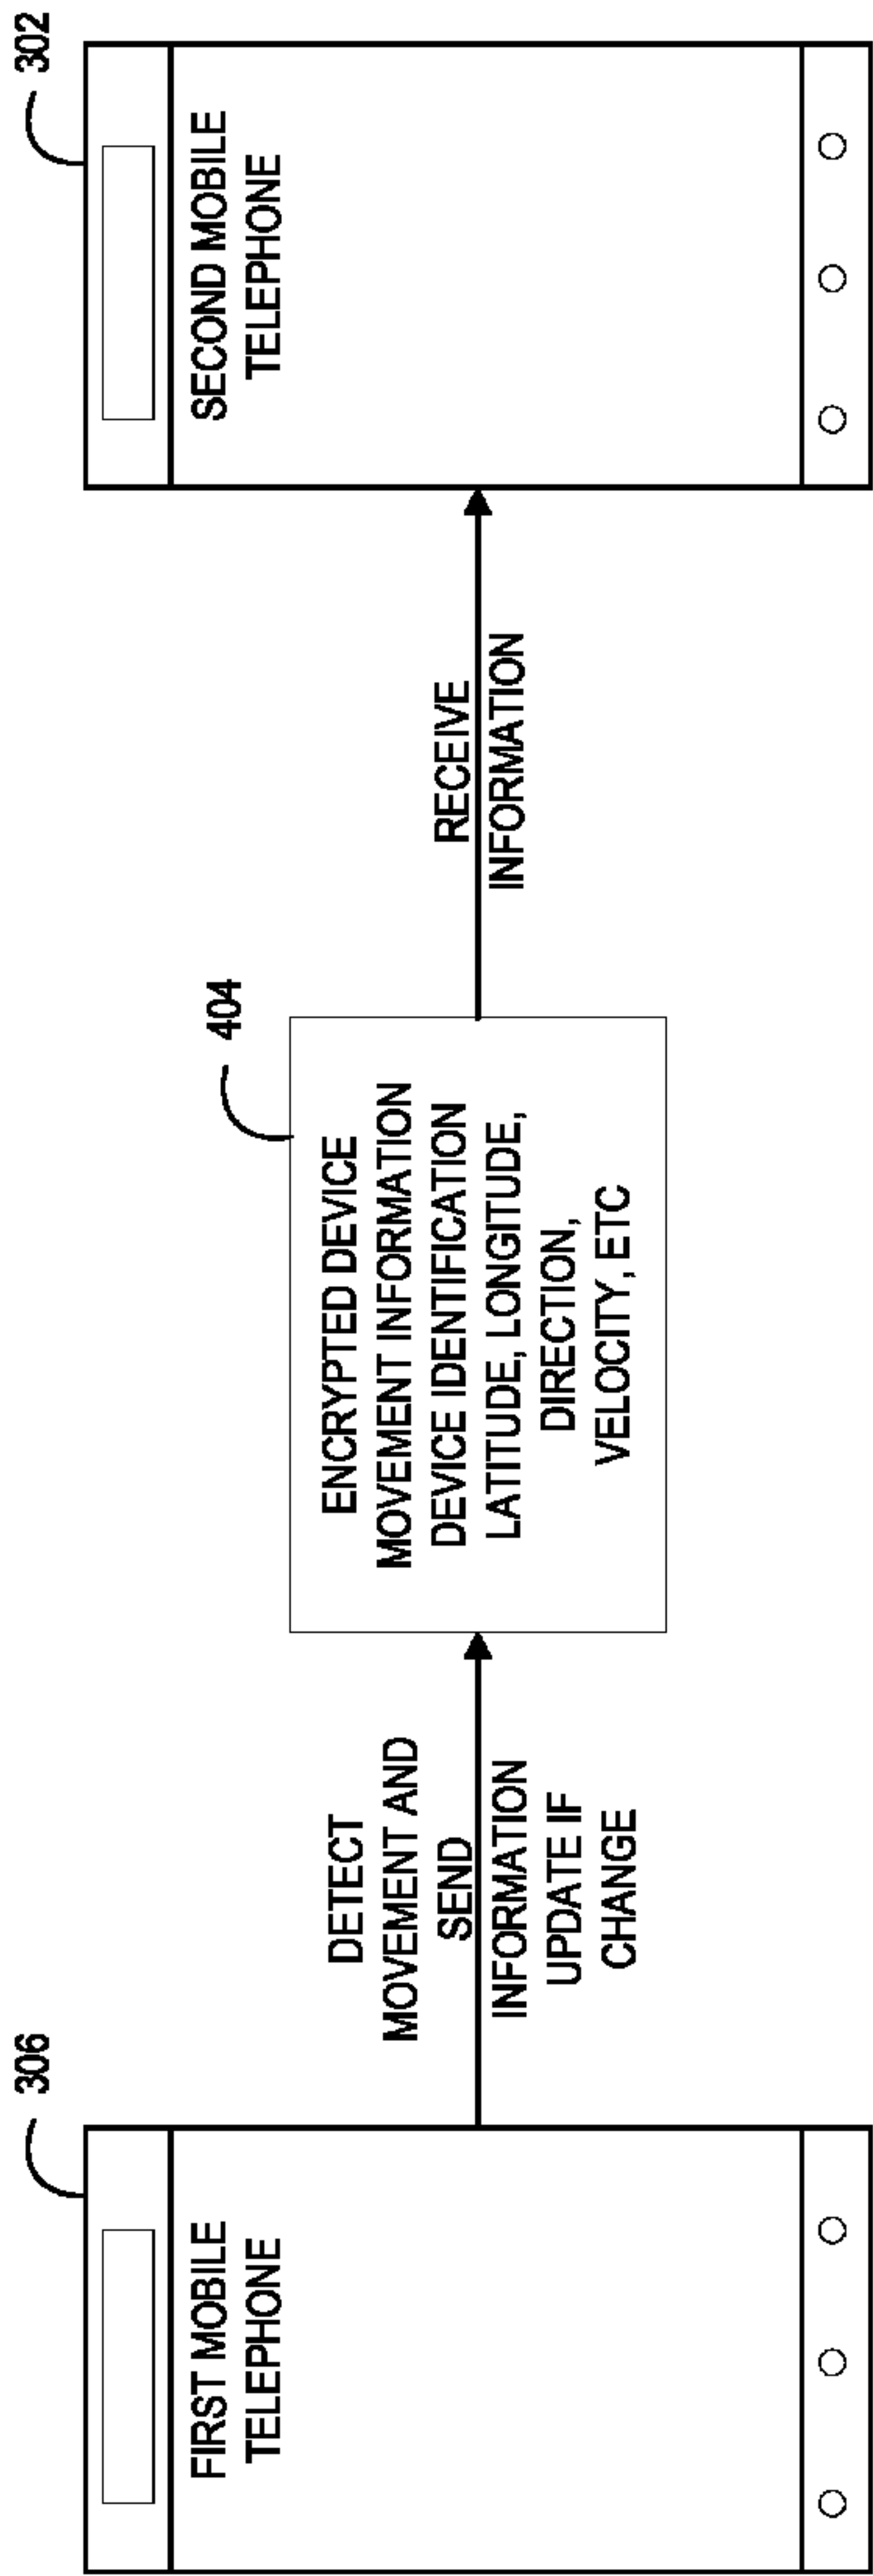 306
FIRST MOBILE
TELEPHONE
DETECT
MOVEMENT AND
SEND
INFORMATION
UPDATE IF
CHANGE
404
ENCRYPTED DEVICE
MOVEMENT INFORMATION
DEVICE IDENTIFICATION
LATITUDE, LONGITUDE,
DIRECTION,
VELOCITY, ETC
RECEIVE
INFORMATION
302
SECOND MOBILE
TELEPHONE